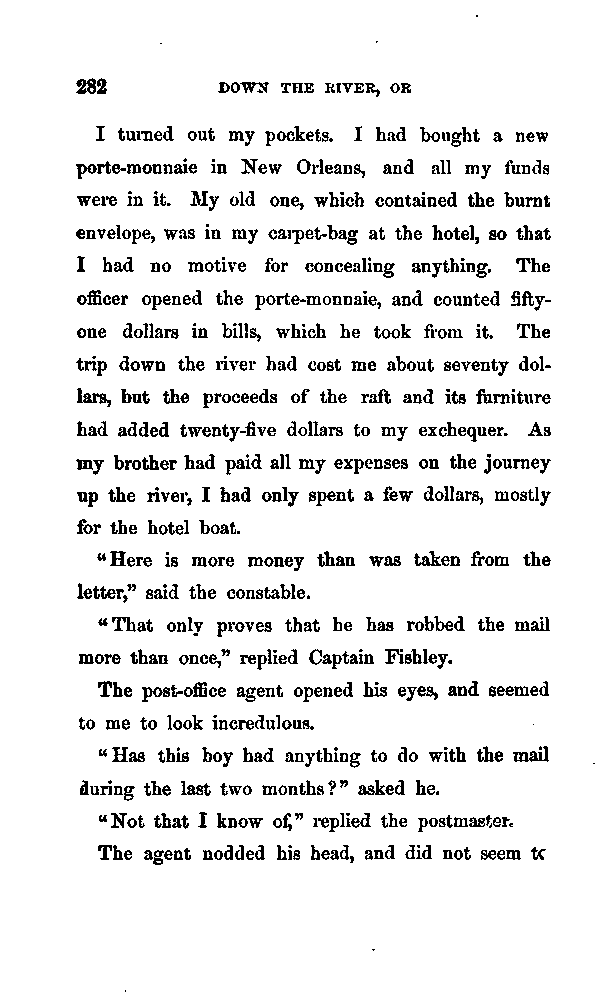 282 DOWN THE RIVER, OR
I turned out my pockets. I had bought a new
porte-monnaie in New Orleans, and all my funds
were in it. My old one, which contained the burnt
envelope, was in my carpet-bag at the hotel, so that
I had no motive for concealing anything. The
officer opened the porte-monnaie, and counted fifty-
one dollars in bills, which he took from it. The
trip down the river had cost me about seventy dol-
lars, but the proceeds of the raft and its furniture
had added twenty-five dollars to my exchequer. As
my brother had paid all my expenses on the journey
up the river, I had only spent a few dollars, mostly
for the hotel boat.
“Here is more money than was taken from the
letter,” said the constable.
“That only proves that he has robbed the mail
more than once,” replied Captain Fishley.
The post-office agent opened his eyes, and seemed
to me to look incredulous.
“Has this boy had anything to do with the mail
during the last two months?” asked he.
“Not that I know of,” replied the postmaster.
The agent nodded his head, and did not seem to